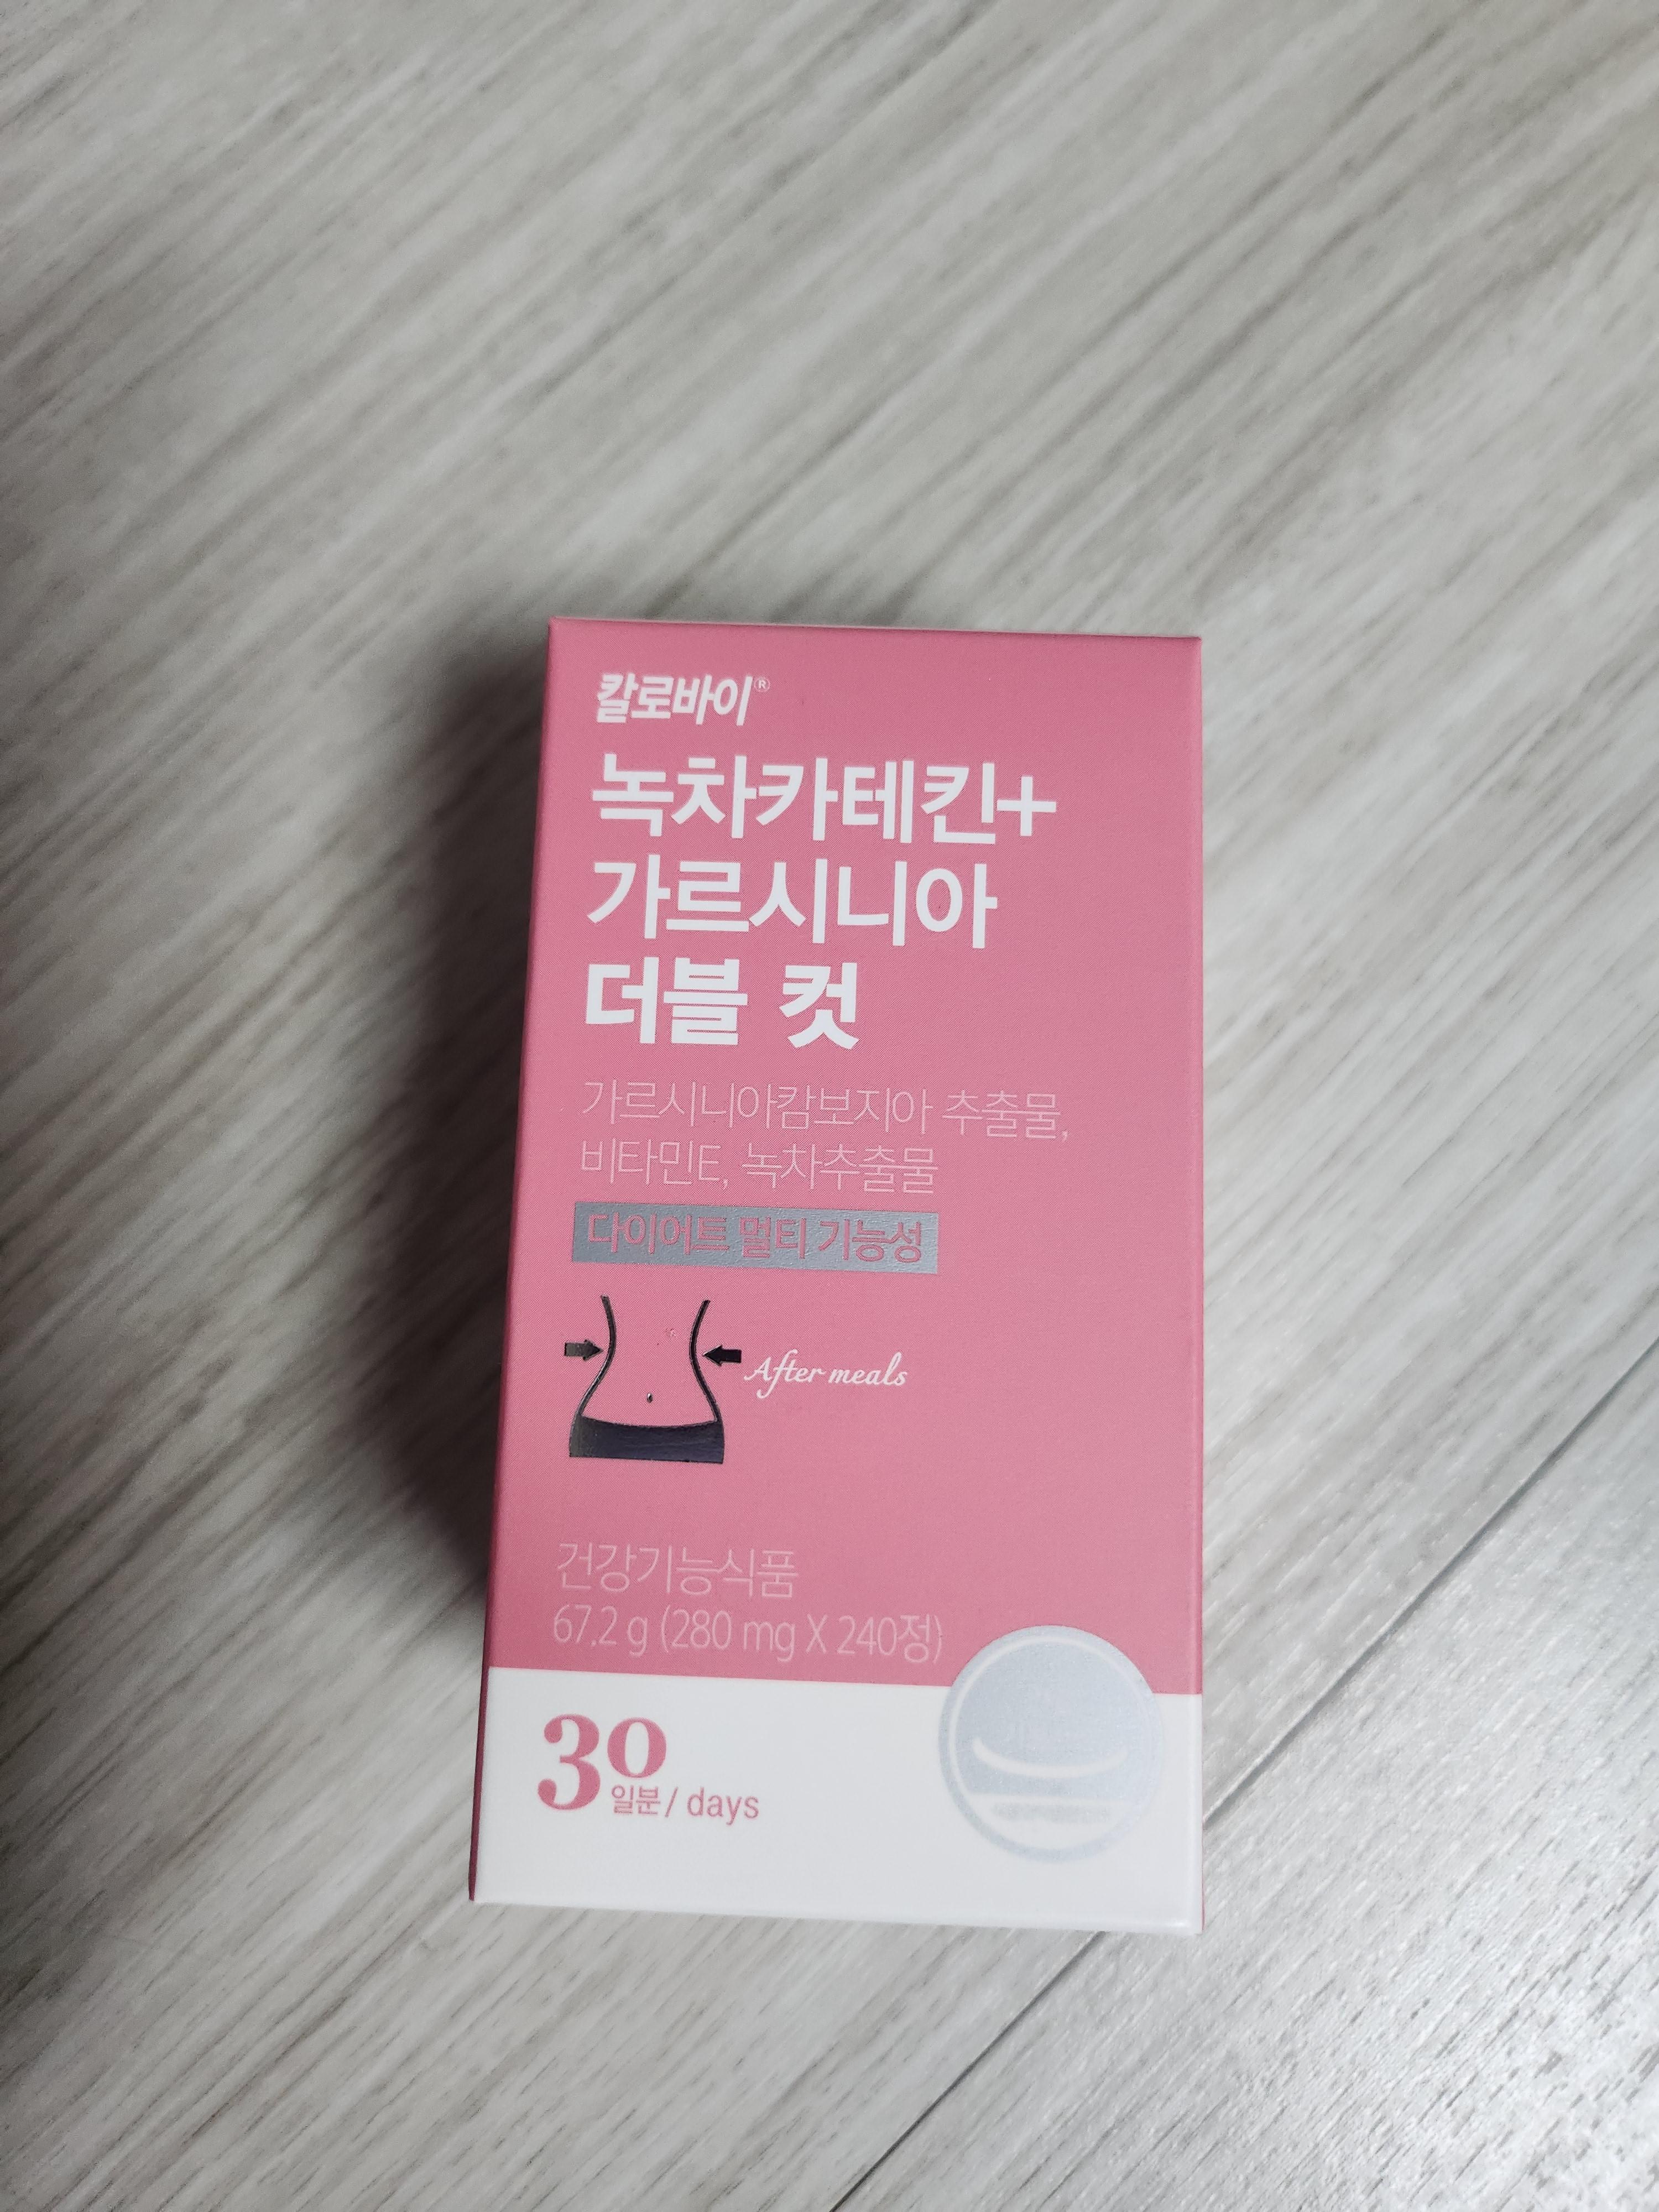 칼로바이®
녹차카테킨+
가르시니아
더블 컷
가르시니아캄보지아 추출물,
비타민E, 녹차추출물
다이어트 멀티 기능성
After meals
건강기능식품
67.2 g (280 mg X 240정)
30
일분 / days